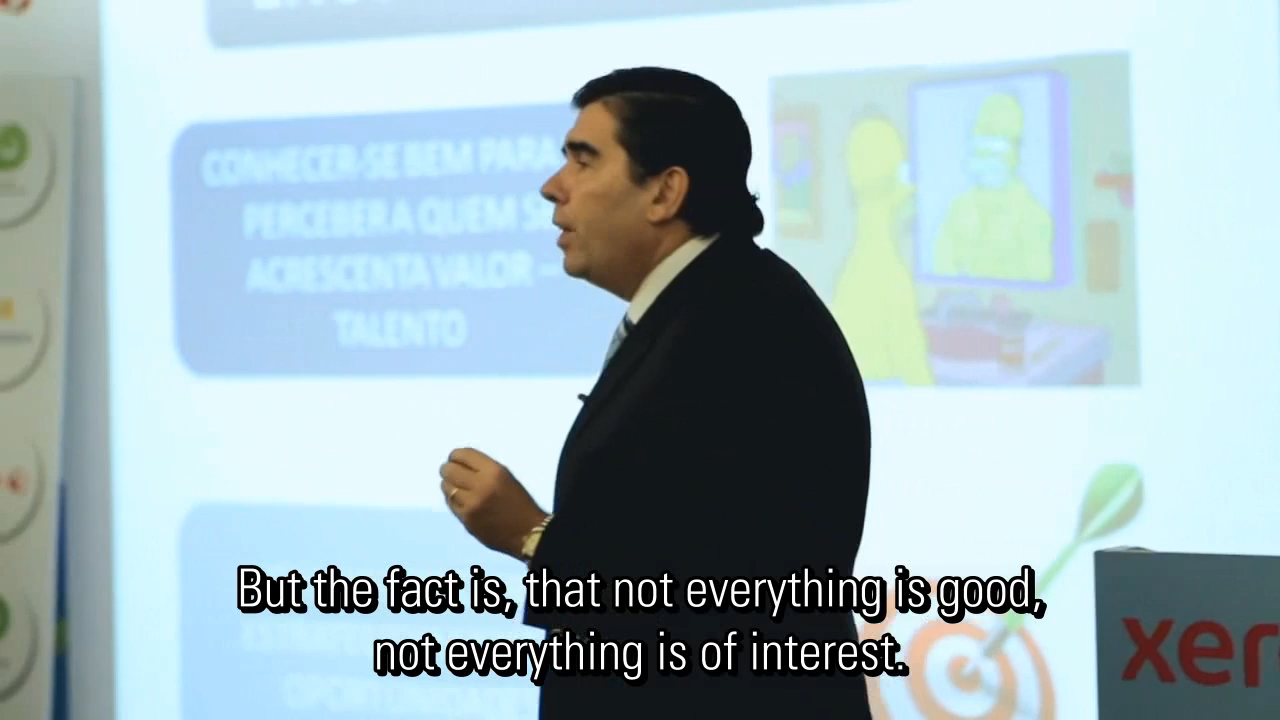 CONHECER-SE BEM PARA
PERCEBER A QUEM SE
ACRESCENTA VALOR –
TALENTO
But the fact is, that not everything is good,
not everything is of interest.
xer